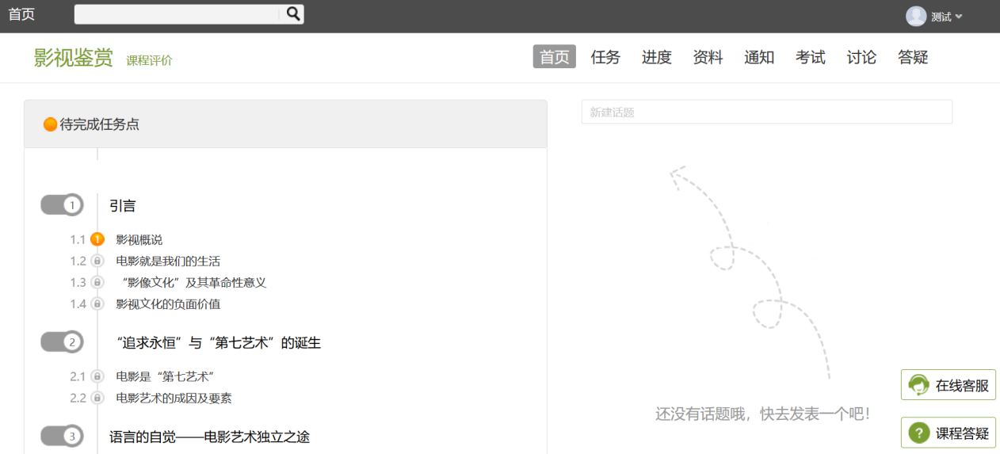 首页
测试
影视鉴赏 课程评价
首页 任务 进度 资料 通知 考试 讨论 答疑
待完成任务点
新建话题
1 引言
1.1 1 影视概说
1.2 电影就是我们的生活
1.3 “影像文化”及其革命性意义
1.4 影视文化的负面价值
2 “追求永恒”与“第七艺术”的诞生
2.1 电影是“第七艺术”
2.2 电影艺术的成因及要素
3 语言的自觉——电影艺术独立之途
还没有话题哦，快去发表一个吧！
在线客服
? 课程答疑